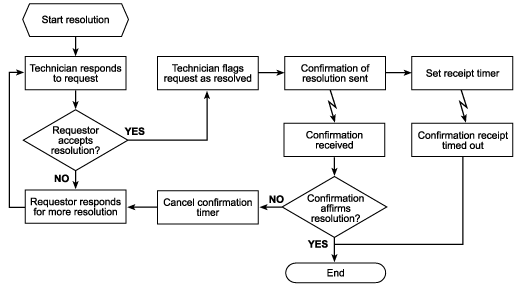 Start resolution
Technician responds
to request
Technician flags
request as resolved
Confirmation of
resolution sent
Set receipt timer
Requestor
accepts
resolution?
YES
NO
Confirmation
received
Confirmation receipt
timed out
Requestor responds
for more resolution
Cancel confirmation
timer
NO
Confirmation
affirms
resolution?
YES
End